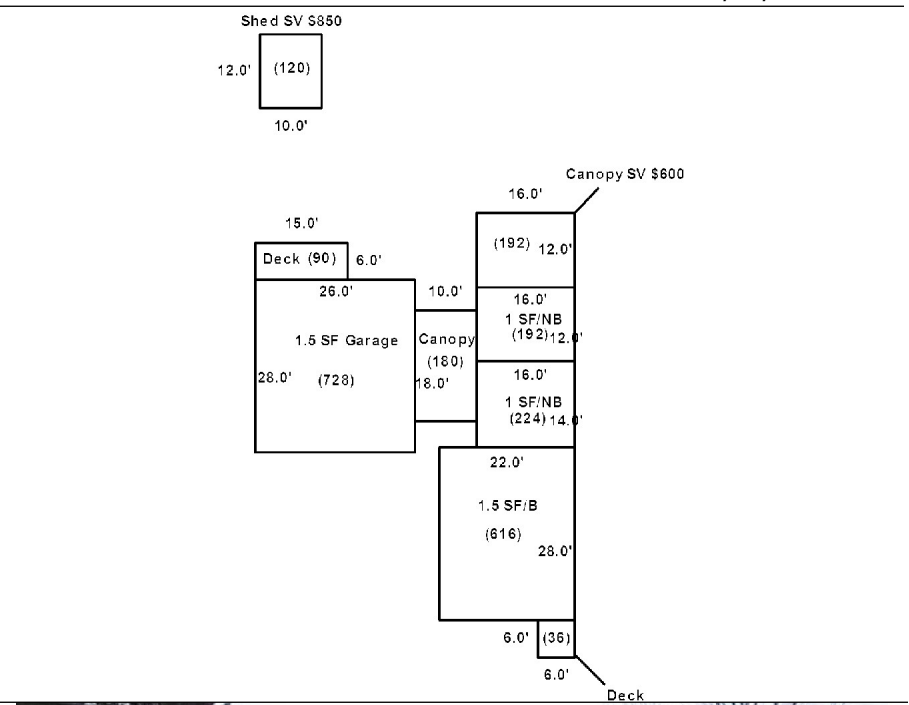 Shed SV $850
12.0'
(120)
10.0'
Canopy SV $600
16.0'
(192) 12.0'
15.0'
Deck (90)
6.0'
26.0'
1.5 SF Garage
28.0'
(728)
10.0'
Canopy
(180)
18.0'
16.0'
1 SF/NB
(192) 12.0'
16.0'
1 SF/NB
(224) 14.0'
22.0'
1.5 SF/B
(616)
28.0'
6.0'
(36)
6.0'
Deck